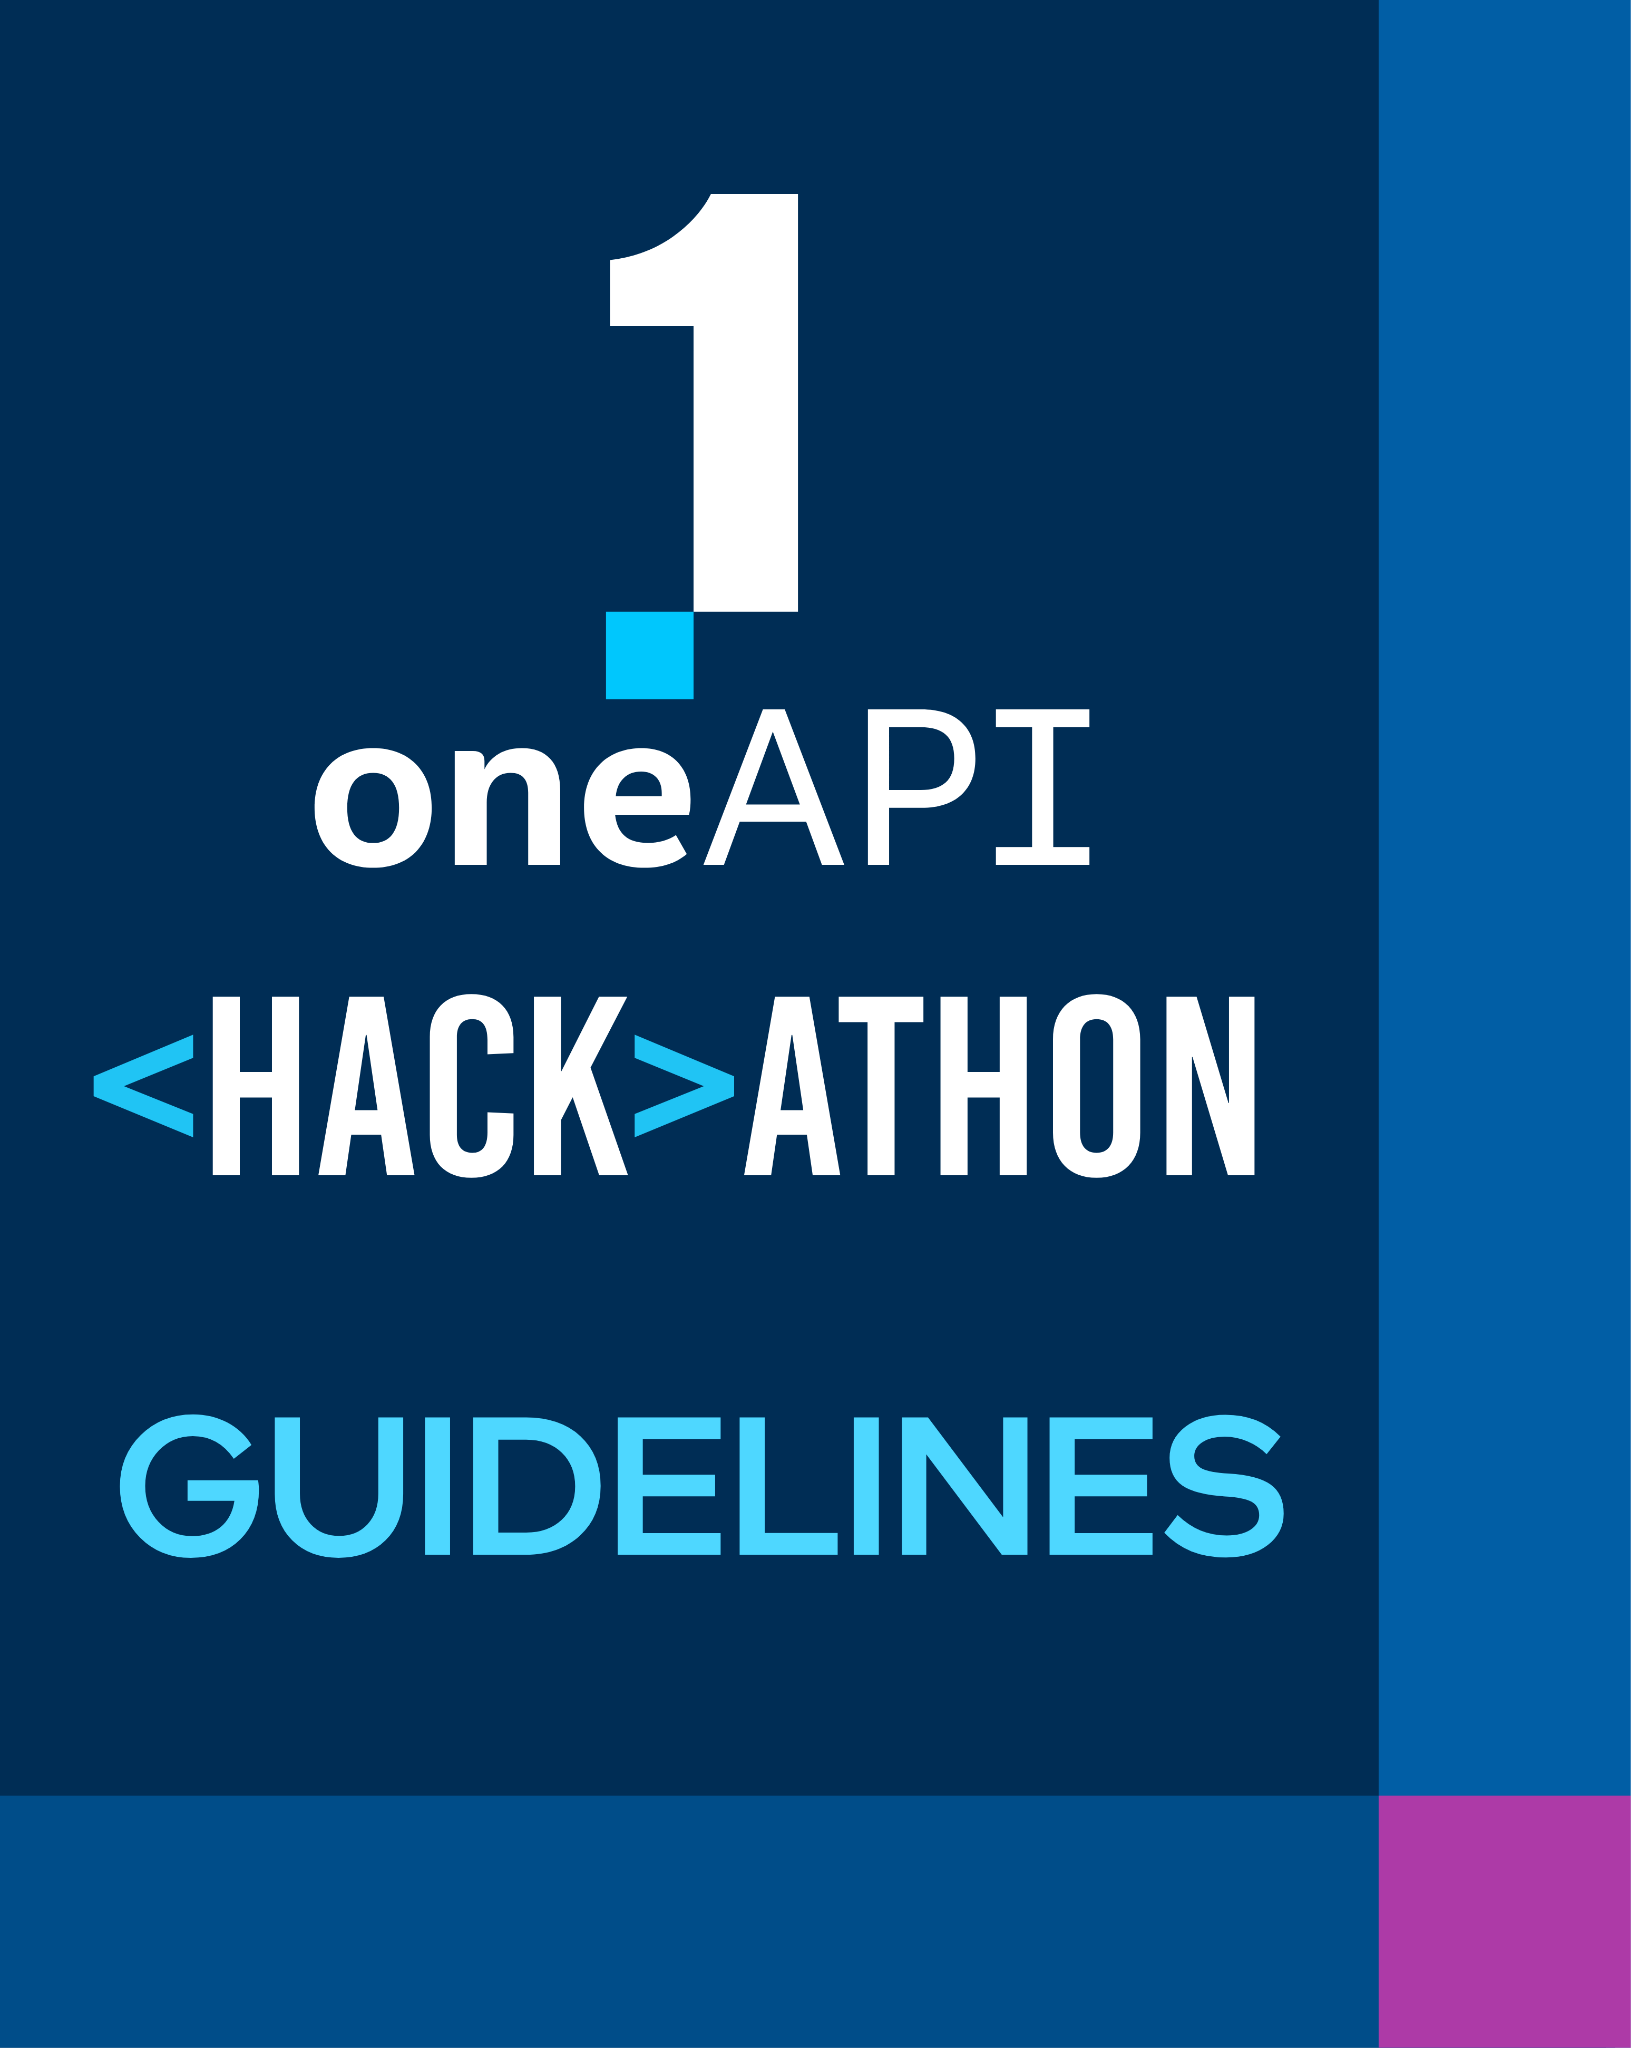 1
oneAPI
<HACK>ATHON
GUIDELINES